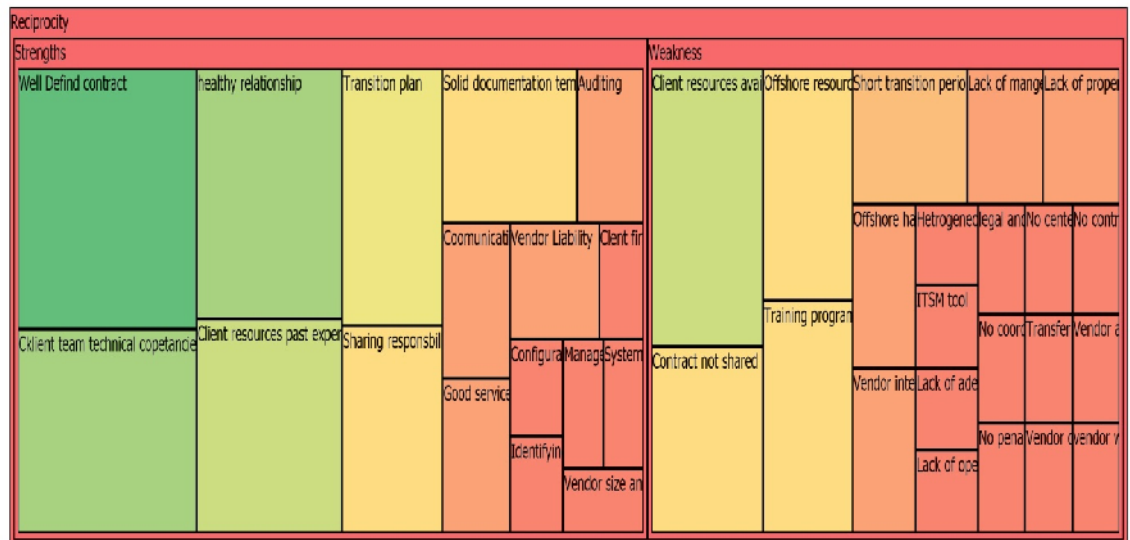 Reciprocity
Strengths
Well Defind contract
healthy relationship
Transition plan
Solid documentation tem
Auditing
Cklient team technical copetancie
Client resources past exper
Sharing responsbil
Coomunicati
Vendor Liability
Client fir
Good service
Configura
Manage
System
Identifyin
Vendor size an
Weakness
Client resources avai
Offshore resourc
Short transition perio
Lack of mang
Lack of proper
Contract not shared
Training program
Offshore ha
Hetrogened
legal and
No cente
No contr
ITSM tool
No coord
Transfer
Vendor a
Vendor inte
Lack of ade
Lack of ope
No pena
Vendor c
vendor v